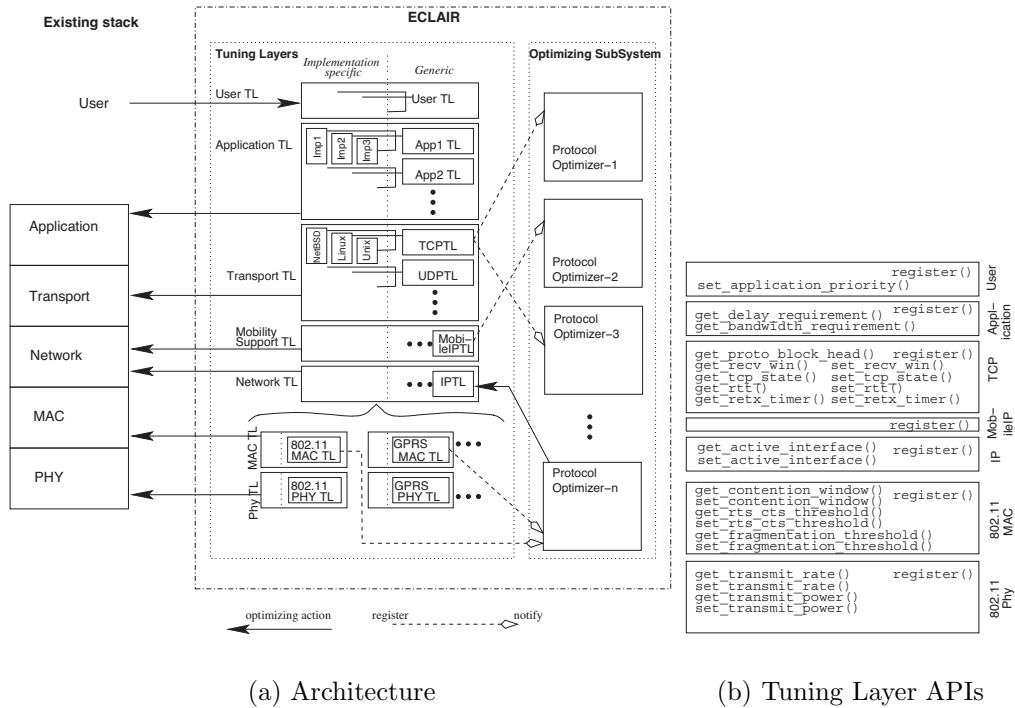 Existing stack
ECLAIR
Tuning Layers
Implementation
specific
Generic
Optimizing SubSystem
User
User TL
User TL
Application TL
Imp1
Imp2
Imp3
App1 TL
App2 TL
Protocol
Optimizer−1
Application
Transport
Network
MAC
PHY
NetBSD
Linux
Unix
TCPTL
UDPTL
Transport TL
Protocol
Optimizer−2
Mobility
Support TL
Mobi−
leIPTL
Protocol
Optimizer−3
Network TL
IPTL
MAC TL
802.11
MAC TL
GPRS
MAC TL
Phy TL
802.11
PHY TL
GPRS
PHY TL
Protocol
Optimizer−n
optimizing action
register
notify
register()
set_application_priority()
User
register()
get_delay_requirement()
get_bandwidth_requirement()
Appl−
ication
get_proto_block_head() register()
get_recv_win() set_recv_win()
get_tcp_state() set_tcp_state()
get_rtt() set_rtt()
get_retx_timer() set_retx_timer()
TCP
register()
Mob−
ileIP
get_active_interface() register()
set_active_interface()
IP
get_contention_window() register()
set_contention_window()
get_rts_cts_threshold()
set_rts_cts_threshold()
get_fragmentation_threshold()
set_fragmentation_threshold()
802.11
MAC
get_transmit_rate() register()
set_transmit_rate()
get_transmit_power()
set_transmit_power()
802.11
Phy
(a) Architecture
(b) Tuning Layer APIs